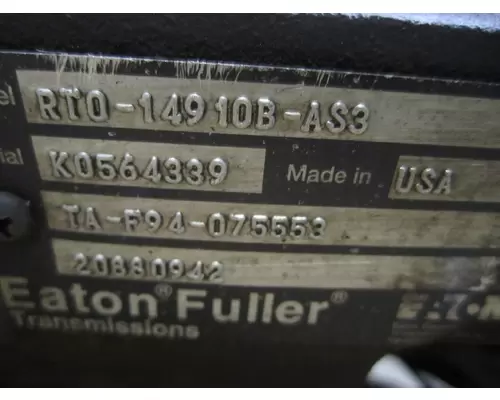 el RTO-14910B-AS3
ial K0564339 Made in USA
TA-F94-075553
20880942
Eaton® Fuller®
Transmissions